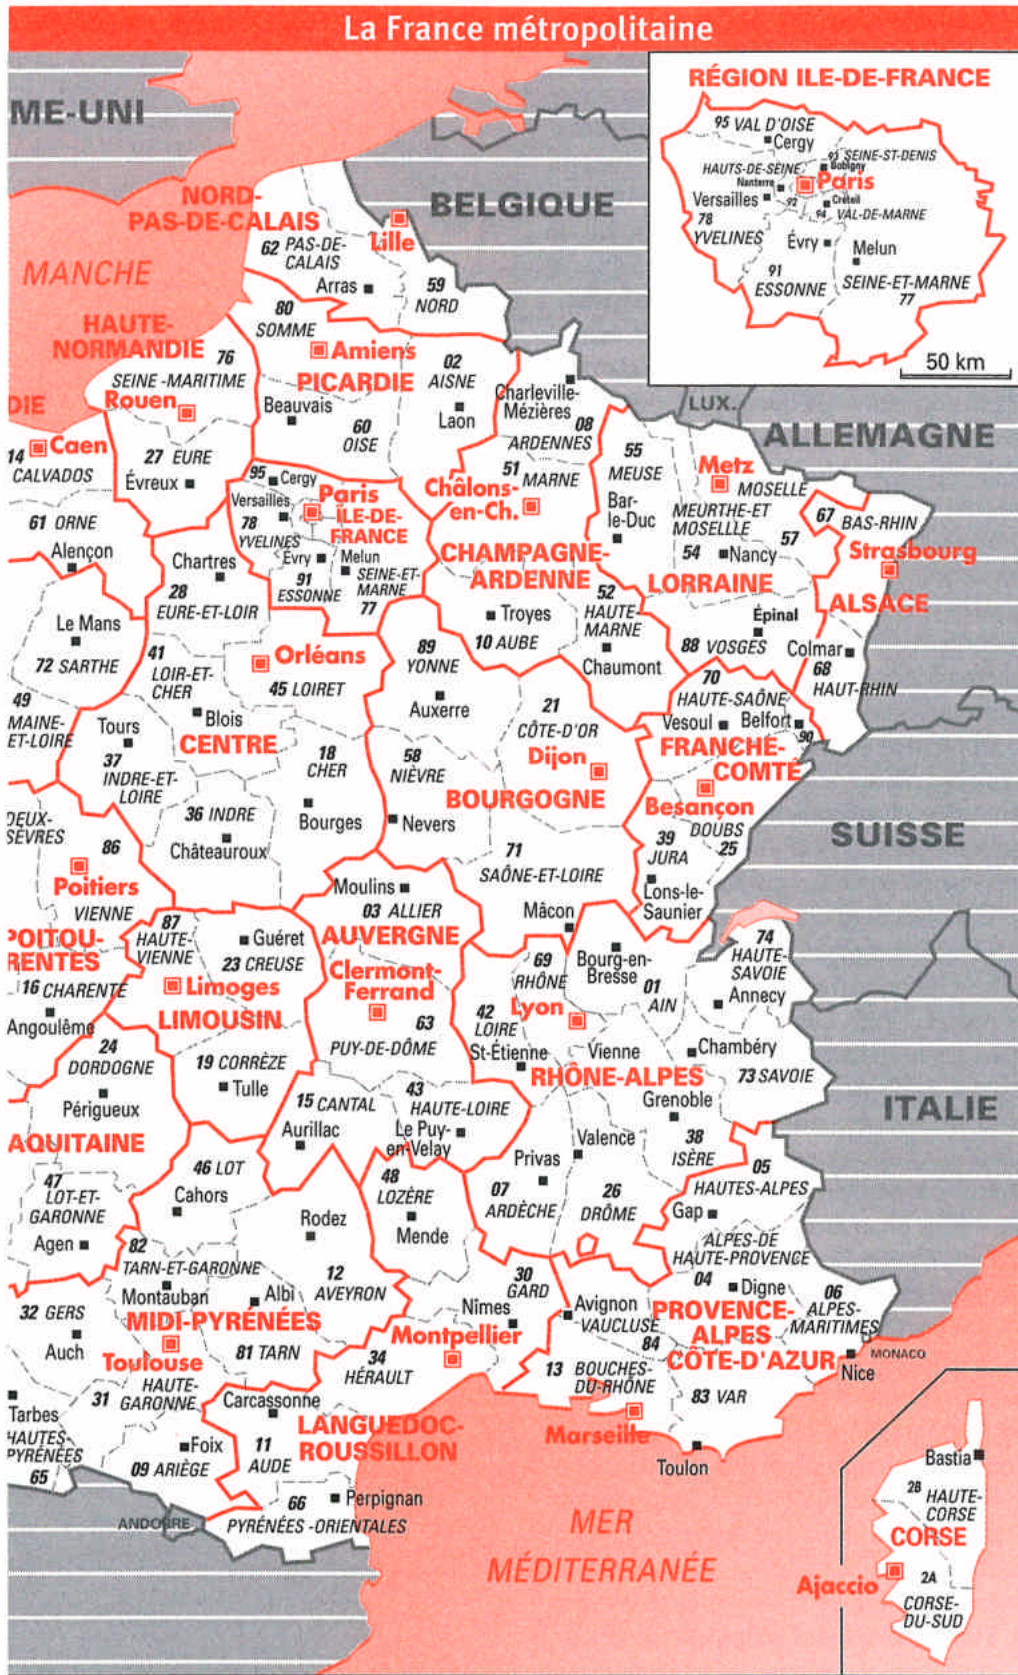 La France métropolitaine
ME-UNI
RÉGION ILE-DE-FRANCE
95 VAL D'OISE
Cergy
93 SEINE-ST-DENIS
HAUTS-DE-SEINE
Bobigny
Nanterre
Paris
Versailles
92
Créteil
94
VAL-DE-MARNE
78
YVELINES
Évry
Melun
91
ESSONNE
SEINE-ET-MARNE
77
50 km
NORD-
PAS-DE-CALAIS
BELGIQUE
Lille
62 PAS-DE-
CALAIS
MANCHE
Arras
59
NORD
80
SOMME
HAUTE-
NORMANDIE
76
Amiens
02
AISNE
SEINE -MARITIME
PICARDIE
Charleville-
Mézières
LUX.
DIE
Rouen
Beauvais
Laon
08
ARDENNES
ALLEMAGNE
Caen
60
OISE
14
CALVADOS
27 EURE
Évreux
51
MARNE
55
MEUSE
Metz
MOSELLE
95
Cergy
Versailles
Paris
ILE-DE-
FRANCE
Châlons-
en-Ch.
Bar-
le-Duc
MEURTHE-ET
MOSELLLE
57
67
BAS-RHIN
61 ORNE
78
YVELINES
Alençon
Chartres
Évry
Melun
91
ESSONNE
SEINE-ET-
MARNE
77
CHAMPAGNE-
ARDENNE
54
Nancy
LORRAINE
Strasbourg
ALSACE
28
EURE-ET-LOIR
Troyes
52
HAUTE-
MARNE
Épinal
Le Mans
72 SARTHE
41
LOIR-ET-
CHER
Orléans
89
YONNE
10 AUBE
Chaumont
88 VOSGES
Colmar
68
HAUT-RHIN
45 LOIRET
70
HAUTE-SAÔNE
49
MAINE-
ET-LOIRE
Blois
Auxerre
21
CÔTE-D'OR
Vesoul
Belfort
90
Tours
CENTRE
37
INDRE-ET-
LOIRE
18
CHER
58
NIÈVRE
Dijon
FRANCHE-
COMTÉ
BOURGOGNE
Besançon
36 INDRE
Bourges
Nevers
DOUBS
25
SUISSE
DEUX-
SÈVRES
86
Châteauroux
39
JURA
71
SAÔNE-ET-LOIRE
Poitiers
Moulins
Lons-le-
Saunier
VIENNE
03 ALLIER
Mâcon
87
HAUTE-
VIENNE
Guéret
AUVERGNE
POITOU-
RENTES
23 CREUSE
69
RHÔNE
Bourg-en-
Bresse
74
HAUTE-
SAVOIE
16 CHARENTE
Limoges
Clermont-
Ferrand
01
AIN
Annecy
Angoulême
LIMOUSIN
63
PUY-DE-DÔME
42
LOIRE
Lyon
24
DORDOGNE
St-Étienne
Vienne
Chambéry
19 CORRÈZE
RHÔNE-ALPES
73 SAVOIE
Périgueux
Tulle
15 CANTAL
43
HAUTE-LOIRE
Grenoble
ITALIE
AQUITAINE
Aurillac
Le Puy-
en-Velay
Valence
38
ISÈRE
46 LOT
Privas
05
HAUTES-ALPES
47
LOT-ET-
GARONNE
Cahors
48
LOZÈRE
07
ARDÈCHE
26
DRÔME
Gap
Agen
Rodez
Mende
ALPES-DE
HAUTE-PROVENCE
82
TARN-ET-GARONNE
12
AVEYRON
30
GARD
04
Digne
06
ALPES-
MARITIMES
Montauban
Albi
Nîmes
Avignon
VAUCLUSE
PROVENCE-
ALPES
CÔTE-D'AZUR
32 GERS
MIDI-PYRÉNÉES
Montpellier
84
MONACO
Auch
Toulouse
81 TARN
34
HÉRAULT
13 BOUCHES-
DU-RHÔNE
Nice
31
HAUTE-
GARONNE
Carcassonne
83 VAR
Tarbes
LANGUEDOC-
ROUSSILLON
Marseille
HAUTES-
PYRÉNÉES
65
Foix
09 ARIÈGE
11
AUDE
Toulon
Bastia
ANDORRE
66
Perpignan
PYRÉNÉES -ORIENTALES
2B
HAUTE-
CORSE
CORSE
MER
MÉDITERRANÉE
Ajaccio
2A
CORSE-
DU-SUD